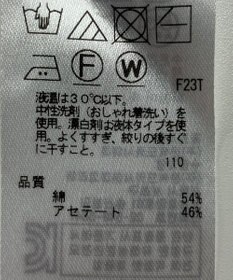 F W
F23T
液温は30℃以下。
中性洗剤（おしゃれ着洗い）を
使用。漂白剤は液体タイプを使
用。よくすすぎ、絞りの後すぐ
に干すこと。
110
品質
綿 54%
アセテート 46%